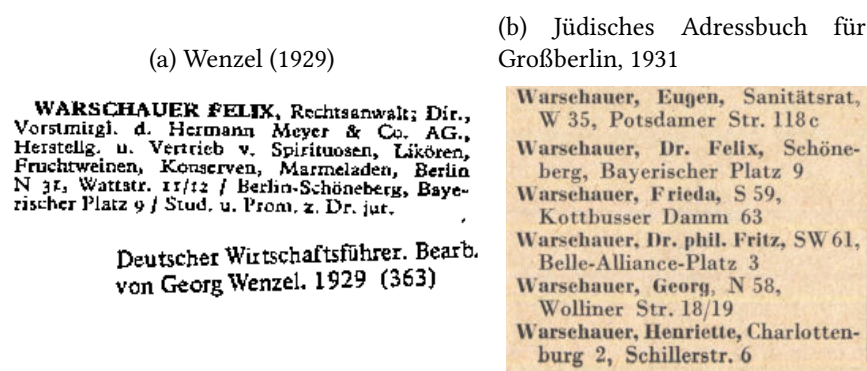 (a) Wenzel (1929)
WARSCHAUER FELIX, Rechtsanwalt; Dir.,
Vorstmitgl. d. Hermann Meyer & Co. AG.,
Herstellg. u. Vertrieb v. Spirituosen, Likören,
Fruchtweinen, Konserven, Marmeladen, Berlin
N 31, Wattstr. 11/12 / Berlin-Schöneberg, Baye-
rischer Platz 9 / Stud. u. Prom. z. Dr. jur.
Deutscher Wirtschaftsführer. Bearb.
von Georg Wenzel. 1929 (363)
(b) Jüdisches Adressbuch für
Großberlin, 1931
Warschauer, Eugen, Sanitätsrat,
W 35, Potsdamer Str. 118c
Warschauer, Dr. Felix, Schöne-
berg, Bayerischer Platz 9
Warschauer, Frieda, S 59,
Kottbusser Damm 63
Warschauer, Dr. phil. Fritz, SW 61,
Belle-Alliance-Platz 3
Warschauer, Georg, N 58,
Wolliner Str. 18/19
Warschauer, Henriette, Charlotten-
burg 2, Schillerstr. 6